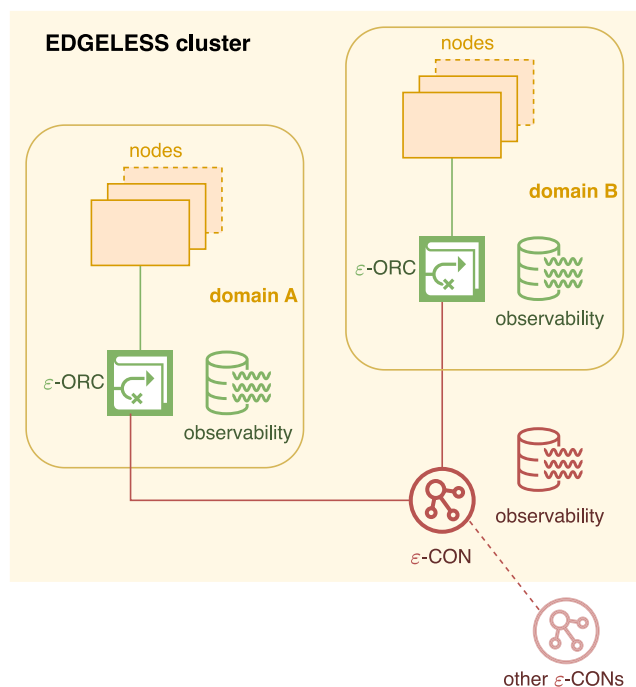 EDGELESS cluster
nodes
domain B
ε-ORC
observability
nodes
domain A
ε-ORC
observability
observability
ε-CON
other ε-CONs